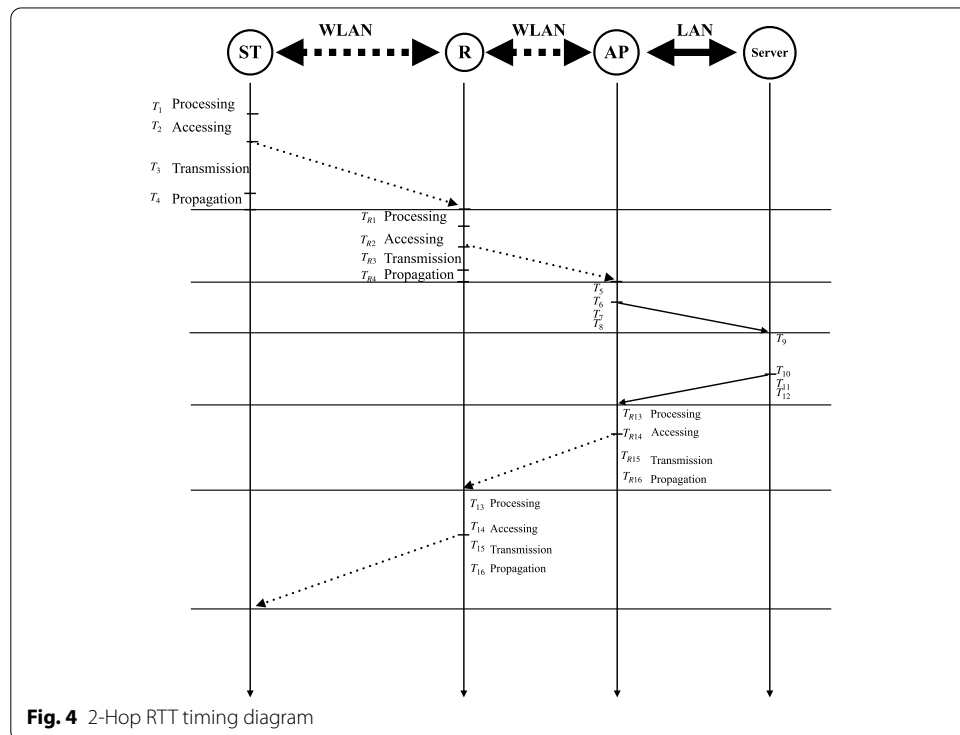 WLAN WLAN LAN
ST R AP Server
T1 Processing
T2 Accessing
T3 Transmission
T4 Propagation
TR1 Processing
TR2 Accessing
TR3 Transmission
TR4 Propagation
T5
T6
T7
T8
T9
T10
T11
T12
TR13 Processing
TR14 Accessing
TR15 Transmission
TR16 Propagation
T13 Processing
T14 Accessing
T15 Transmission
T16 Propagation
Fig. 4 2-Hop RTT timing diagram